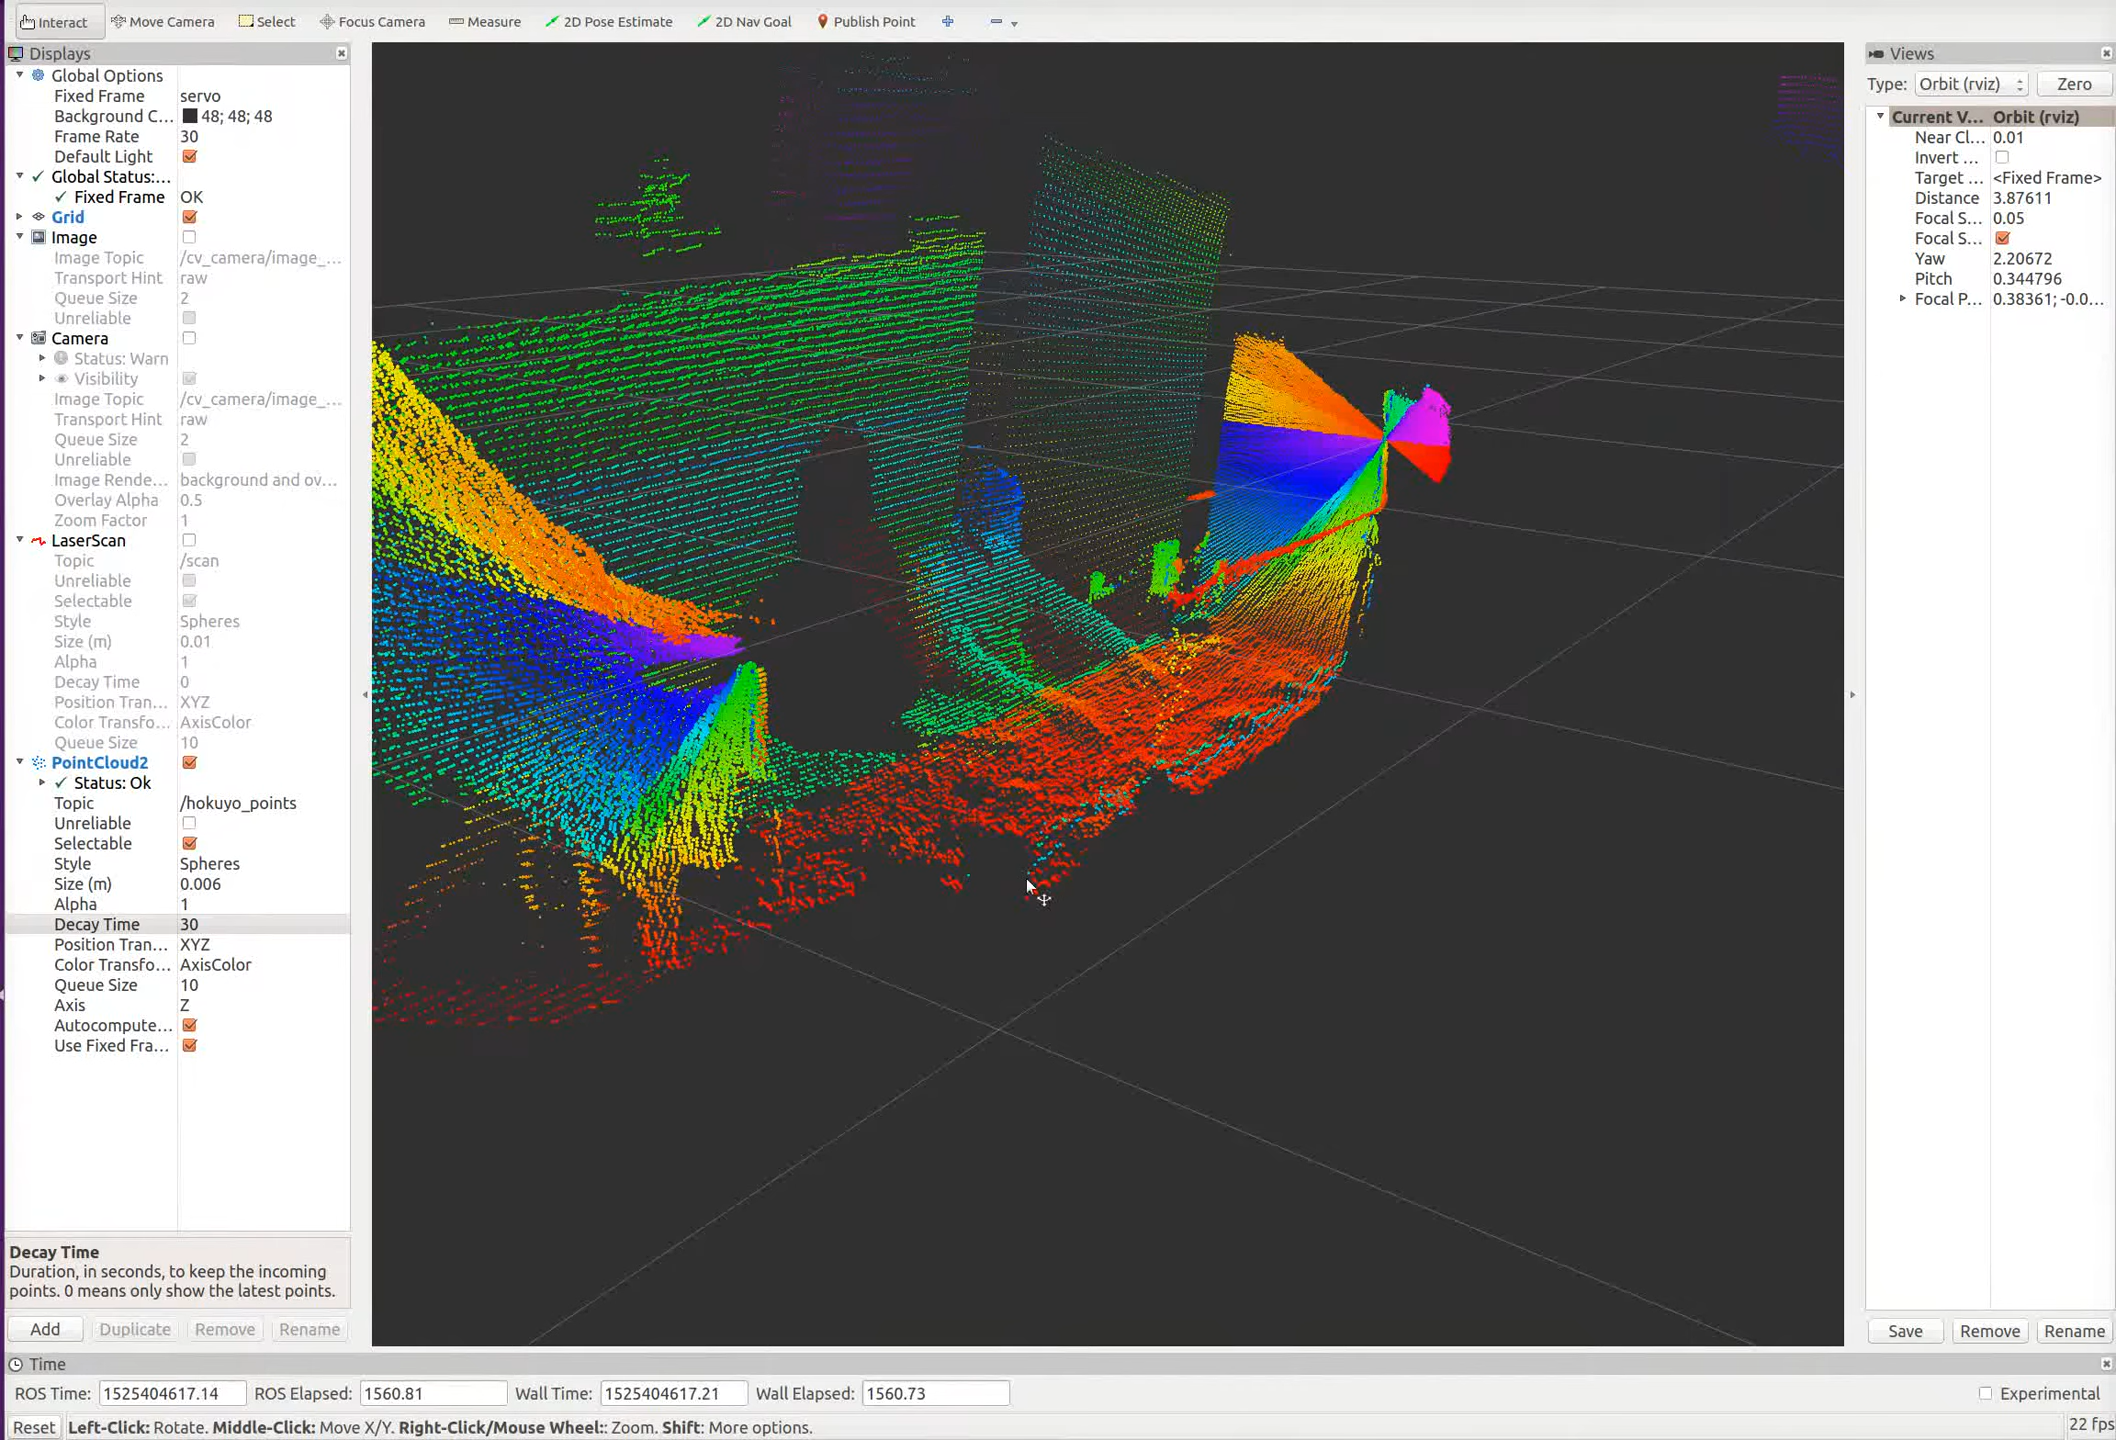 Interact Move Camera Select Focus Camera Measure 2D Pose Estimate 2D Nav Goal Publish Point
Displays
Global Options
Fixed Frame servo
Background C... 48; 48; 48
Frame Rate 30
Default Light
Global Status:...
Fixed Frame OK
Grid
Image
Image Topic /cv_camera/image_...
Transport Hint raw
Queue Size 2
Unreliable
Camera
Status: Warn
Visibility
Image Topic /cv_camera/image_...
Transport Hint raw
Queue Size 2
Unreliable
Image Rende... background and ov...
Overlay Alpha 0.5
Zoom Factor 1
LaserScan
Topic /scan
Unreliable
Selectable
Style Spheres
Size (m) 0.01
Alpha 1
Decay Time 0
Position Tran... XYZ
Color Transfo... AxisColor
Queue Size 10
PointCloud2
Status: Ok
Topic /hokuyo_points
Unreliable
Selectable
Style Spheres
Size (m) 0.006
Alpha 1
Decay Time 30
Position Tran... XYZ
Color Transfo... AxisColor
Queue Size 10
Axis Z
Autocompute...
Use Fixed Fra...
Decay Time
Duration, in seconds, to keep the incoming
points. 0 means only show the latest points.
Add Duplicate Remove Rename
Views
Type: Orbit (rviz) Zero
Current V... Orbit (rviz)
Near Cl... 0.01
Invert ...
Target ... <Fixed Frame>
Distance 3.87611
Focal S... 0.05
Focal S...
Yaw 2.20672
Pitch 0.344796
Focal P... 0.38361; -0.0...
Save Remove Rename
Time
ROS Time: 1525404617.14 ROS Elapsed: 1560.81 Wall Time: 1525404617.21 Wall Elapsed: 1560.73 Experimental
Reset Left-Click: Rotate. Middle-Click: Move X/Y. Right-Click/Mouse Wheel:: Zoom. Shift: More options. 22 fps